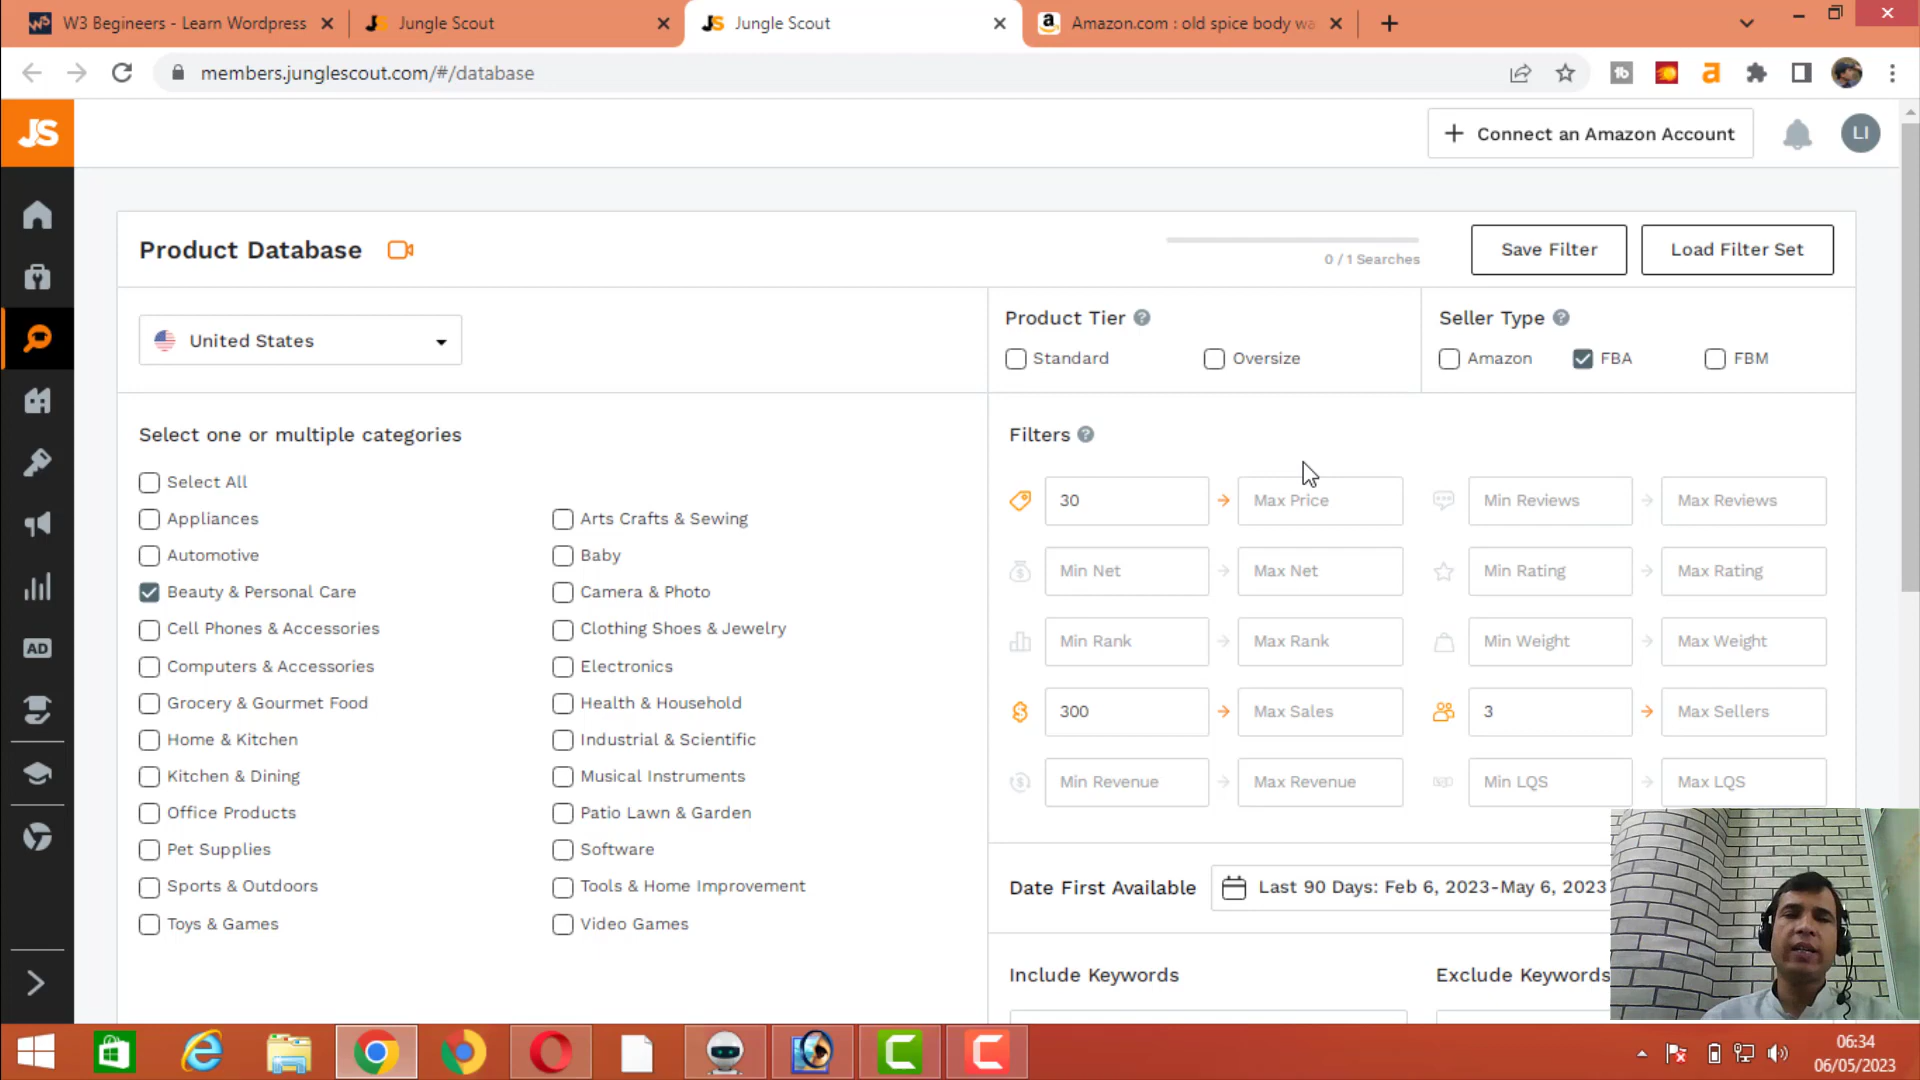 W3 Begineers - Learn Wordpress
Jungle Scout
Jungle Scout
Amazon.com : old spice body wa
members.junglescout.com/#/database
JS
Connect an Amazon Account
LI
Product Database
0 / 1 Searches
Save Filter
Load Filter Set
United States
Product Tier
Standard
Oversize
Seller Type
Amazon
FBA
FBM
Select one or multiple categories
Select All
Appliances
Arts Crafts & Sewing
Automotive
Baby
Beauty & Personal Care
Camera & Photo
Cell Phones & Accessories
Clothing Shoes & Jewelry
Computers & Accessories
Electronics
Grocery & Gourmet Food
Health & Household
Home & Kitchen
Industrial & Scientific
Kitchen & Dining
Musical Instruments
Office Products
Patio Lawn & Garden
Pet Supplies
Software
Sports & Outdoors
Tools & Home Improvement
Toys & Games
Video Games
Filters
30
Max Price
Min Reviews
Max Reviews
Min Net
Max Net
Min Rating
Max Rating
Min Rank
Max Rank
Min Weight
Max Weight
300
Max Sales
3
Max Sellers
Min Revenue
Max Revenue
Min LQS
Max LQS
Date First Available
Last 90 Days: Feb 6, 2023-May 6, 2023
Include Keywords
Exclude Keywords
AD
06:34
06/05/2023